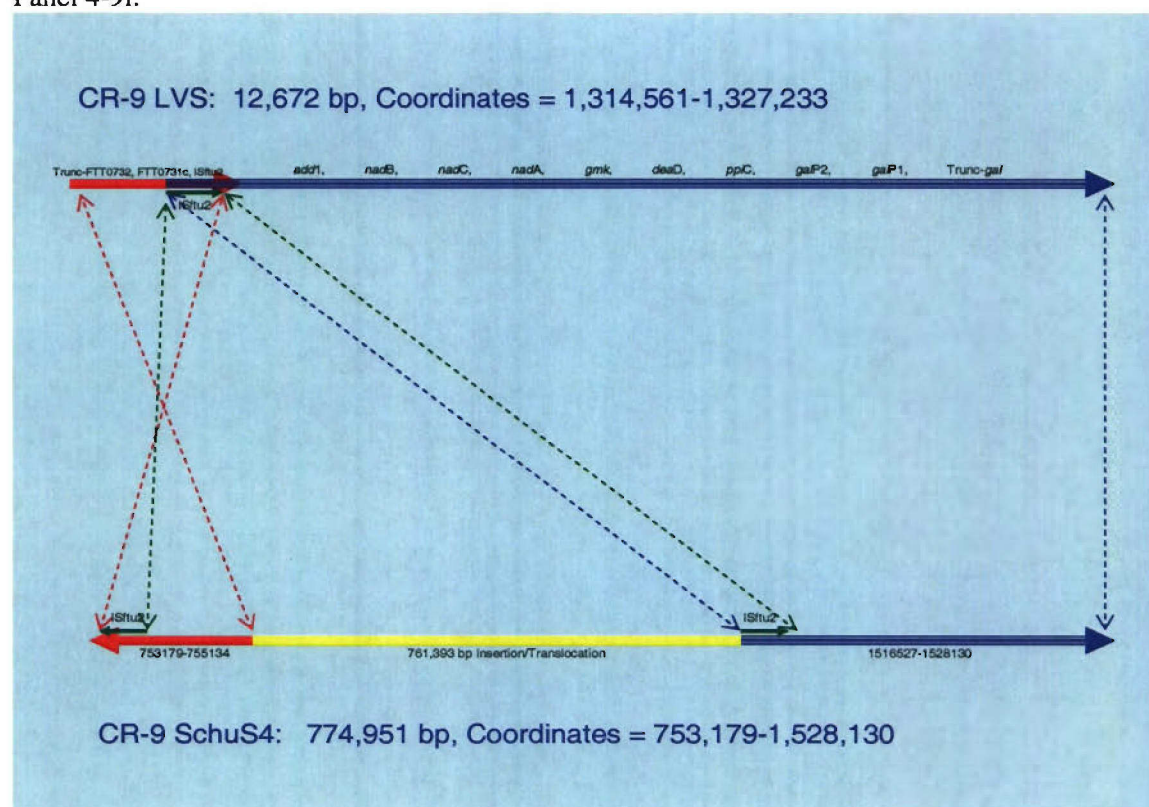 Panel 4-9I.
CR-9 LVS: 12,672 bp, Coordinates = 1,314,561-1,327,233
Trunc-FTT0732, FTT0731c, ISftu2 add1, nadB, nadC, nadA, gmk, deaD, ppiC, galP2, galP1, Trunc-gal
ISftu2
ISftu2 ISftu2
753179-755134 761,393 bp Insertion/Translocation 1516527-1528130
CR-9 SchuS4: 774,951 bp, Coordinates = 753,179-1,528,130